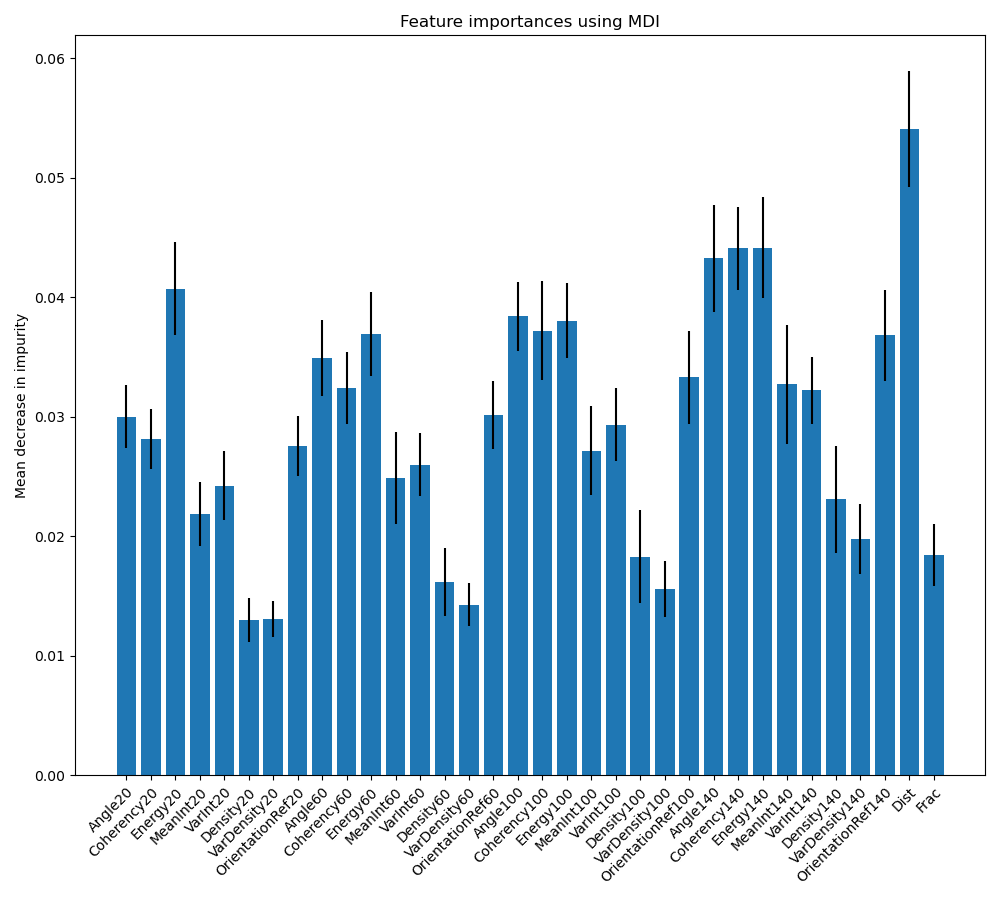 Feature importances using MDI
Mean decrease in impurity
0.06
0.05
0.04
0.03
0.02
0.01
0.00
Angle20
Coherency20
Energy20
MeanInt20
VarInt20
Density20
VarDensity20
OrientationRef20
Angle60
Coherency60
Energy60
MeanInt60
VarInt60
Density60
VarDensity60
OrientationRef60
Angle100
Coherency100
Energy100
MeanInt100
VarInt100
Density100
VarDensity100
OrientationRef100
Angle140
Coherency140
Energy140
MeanInt140
VarInt140
Density140
VarDensity140
OrientationRef140
Dist
Frac